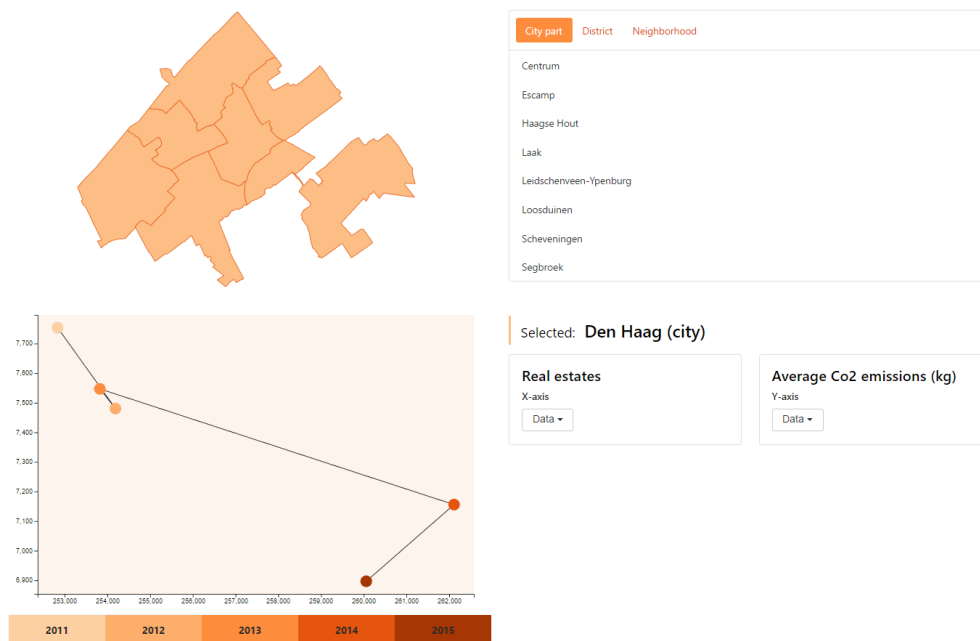 City part District Neighborhood
Centrum
Escamp
Haagse Hout
Laak
Leidschenveen-Ypenburg
Loosduinen
Scheveningen
Segbroek
7,700
7,600
7,500
7,400
7,300
7,200
7,100
7,000
6,900
253,000 254,000 255,000 256,000 257,000 258,000 259,000 260,000 261,000 262,000
2011 2012 2013 2014 2015
Selected: Den Haag (city)
Real estates
X-axis
Data
Average Co2 emissions (kg)
Y-axis
Data